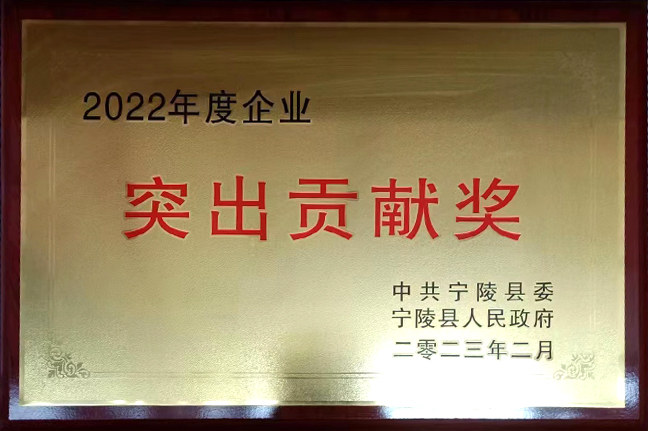 2022年度企业
突出贡献奖
中共宁陵县委
宁陵县人民政府
二零二三年二月